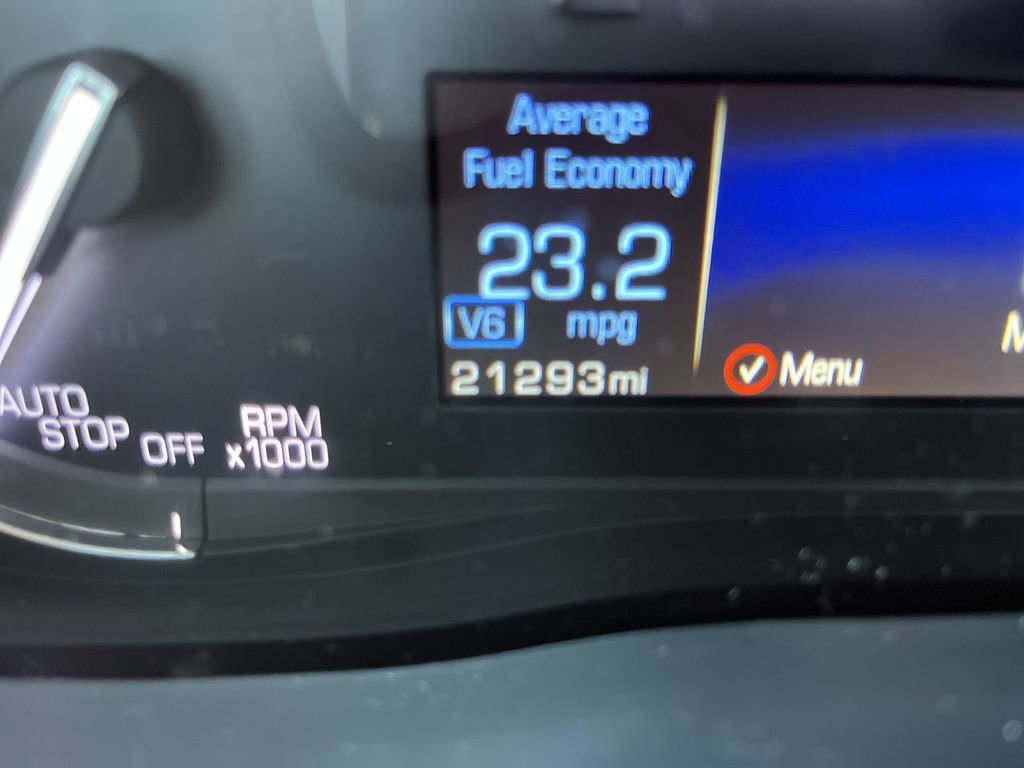 Average
Fuel Economy
23.2
V6 mpg
21293mi
Menu
M
AUTO
STOP OFF
RPM
x1000